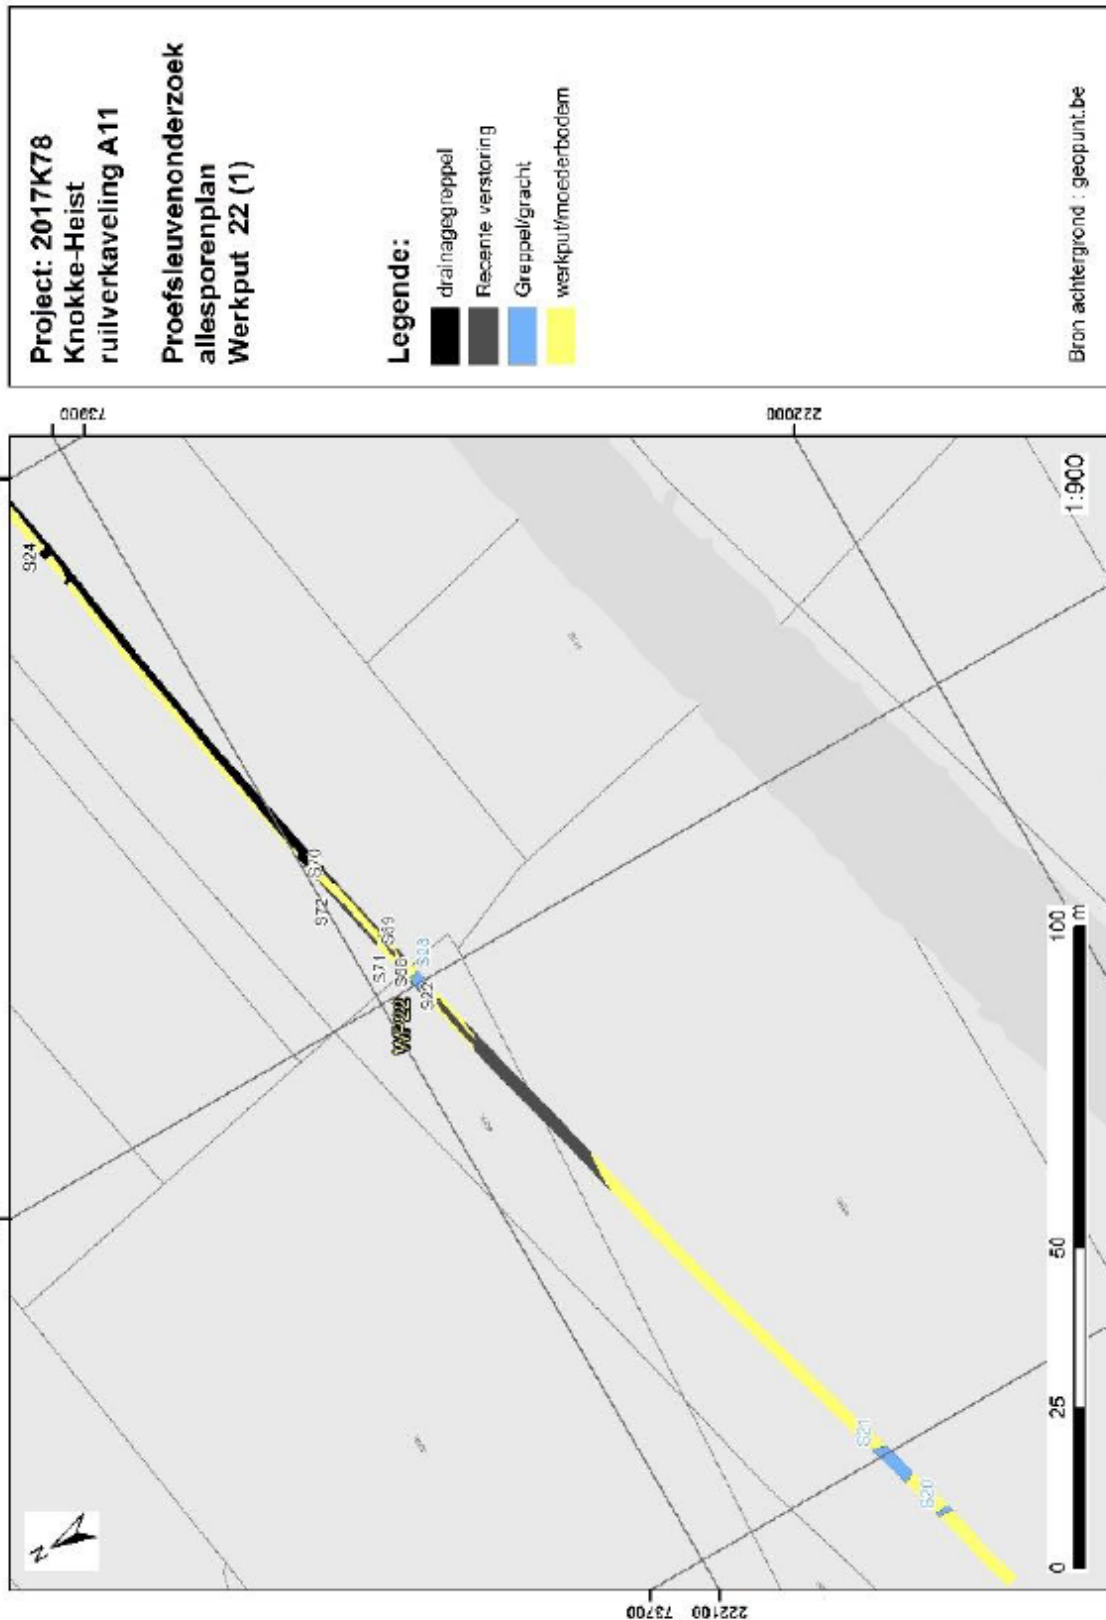 Project: 2017K78
Knokke-Heist
ruilverkaveling A11
Proefsleuvenonderzoek
allesporenplan
Werkput 22 (1)
Legende:
drainagegreppel
Recente verstoring
Greppel/gracht
werkput/moederbodem
Bron achtergrond : geopunt.be
73900
222000
73700
222100
N
S24
S70
S72
S69
S71
S68
S23
S22
WP22
S21
S20
1:900
0
25
50
100
m